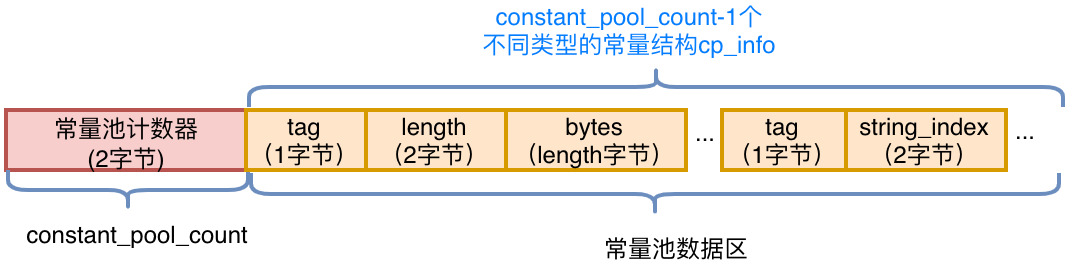 constant_pool_count-1个
不同类型的常量结构cp_info
常量池计数器
(2字节)
tag
(1字节)
length
(2字节)
bytes
(length字节)
...
tag
(1字节)
string_index
(2字节)
...
constant_pool_count
常量池数据区